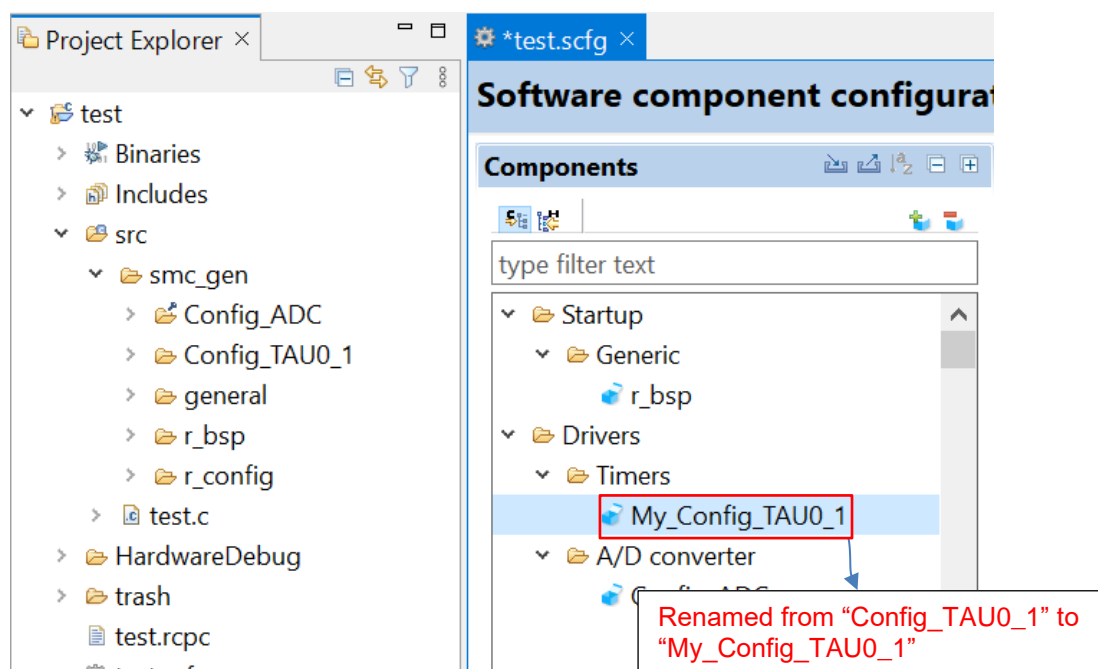 Project Explorer
test
Binaries
Includes
src
smc_gen
Config_ADC
Config_TAU0_1
general
r_bsp
r_config
test.c
HardwareDebug
trash
test.rcpc
*test.scfg
Software component configura
Components
type filter text
Startup
Generic
r_bsp
Drivers
Timers
My_Config_TAU0_1
A/D converter
Renamed from “Config_TAU0_1” to
“My_Config_TAU0_1”